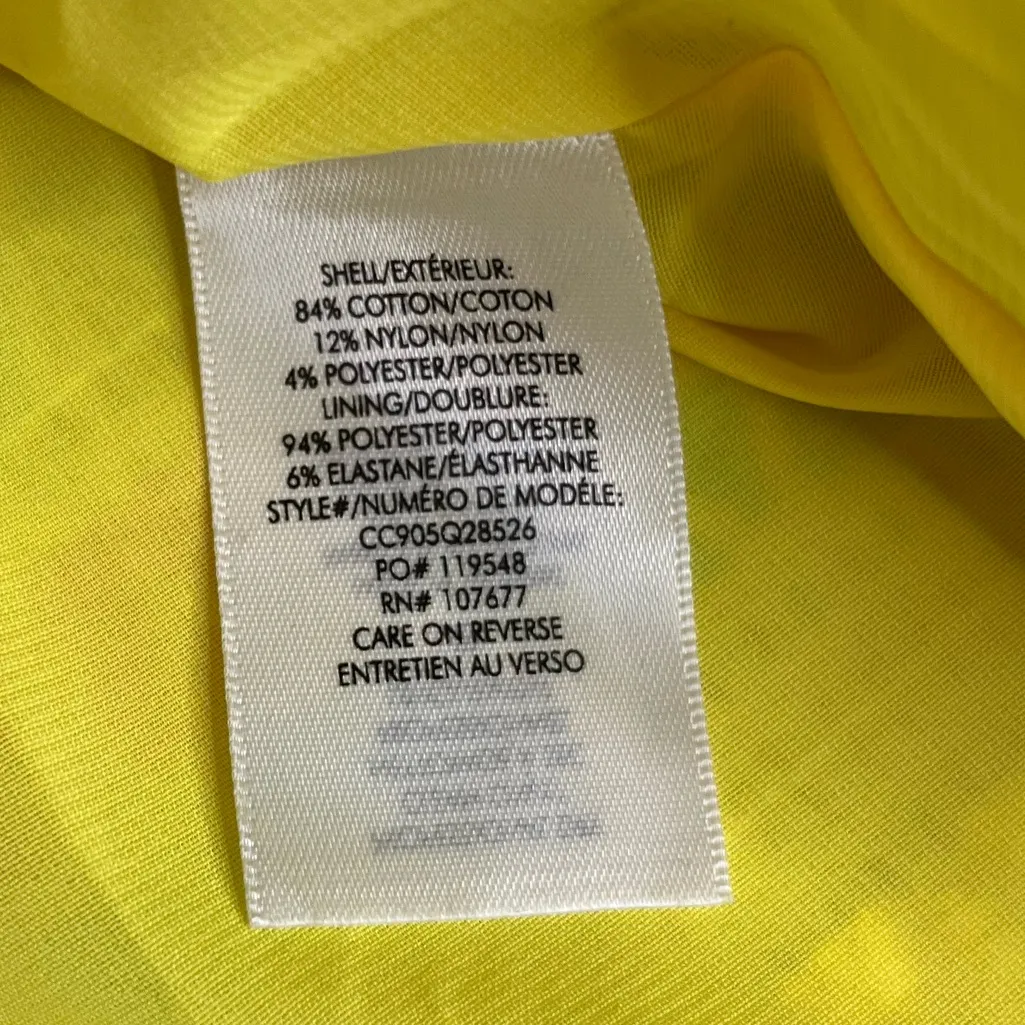 SHELL/EXTÉRIEUR:
84% COTTON/COTON
12% NYLON/NYLON
4% POLYESTER/POLYESTER
LINING/DOUBLURE:
94% POLYESTER/POLYESTER
6% ELASTANE/ÉLASTHANNE
STYLE#/NUMÉRO DE MODÉLE:
CC905Q28526
PO# 119548
RN# 107677
CARE ON REVERSE
ENTRETIEN AU VERSO